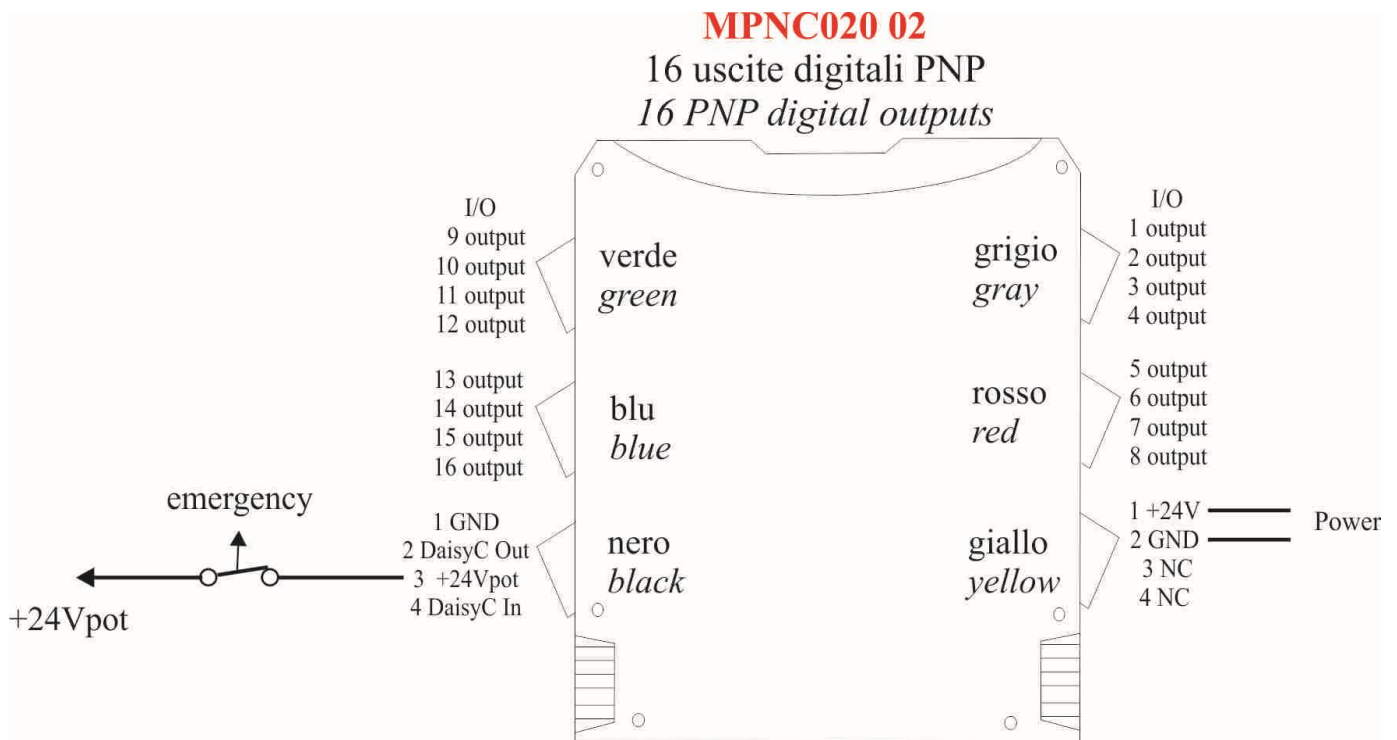 MPNC020 02
16 uscite digitali PNP
16 PNP digital outputs
I/O
9 output
10 output
11 output
12 output
verde
green
grigio
gray
I/O
1 output
2 output
3 output
4 output
13 output
14 output
15 output
16 output
blu
blue
rosso
red
5 output
6 output
7 output
8 output
emergency
+24Vpot
1 GND
2 DaisyC Out
3 +24Vpot
4 DaisyC In
nero
black
giallo
yellow
1 +24V
2 GND
3 NC
4 NC
Power